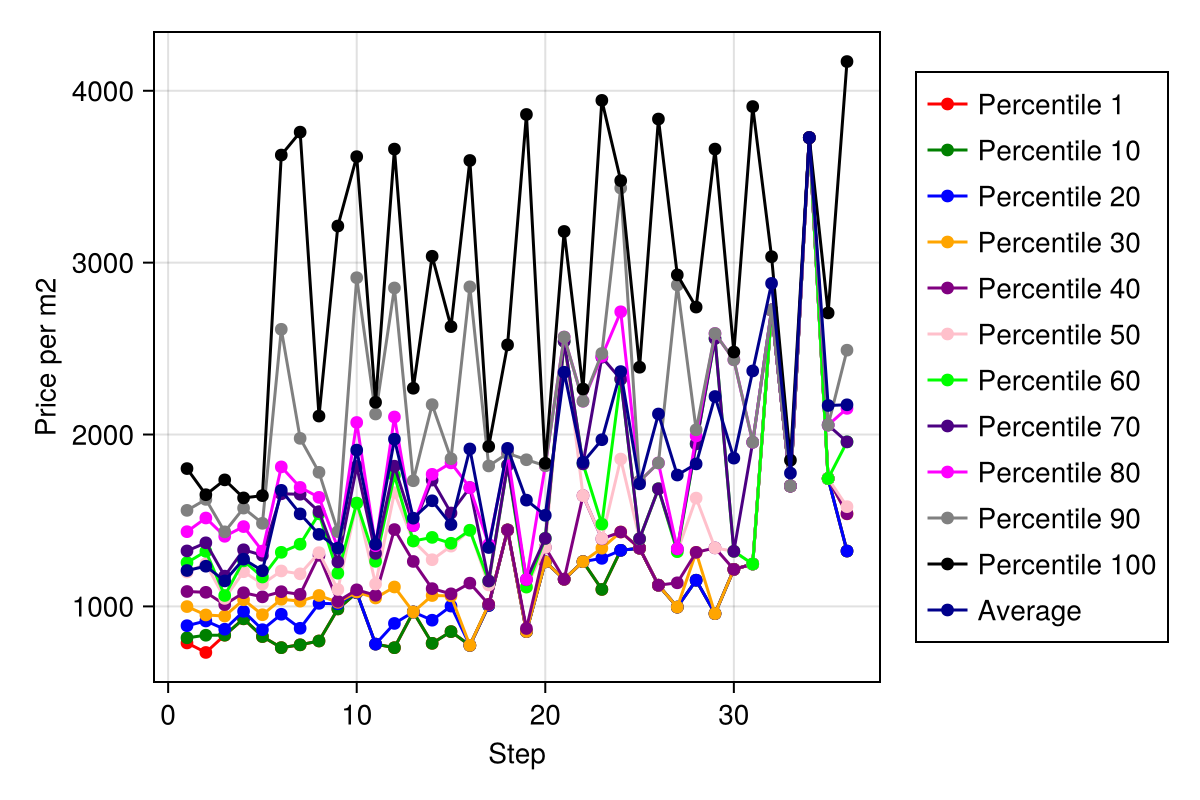 4000
3000
2000
1000
Price per m2
0 10 20 30
Step
Percentile 1
Percentile 10
Percentile 20
Percentile 30
Percentile 40
Percentile 50
Percentile 60
Percentile 70
Percentile 80
Percentile 90
Percentile 100
Average